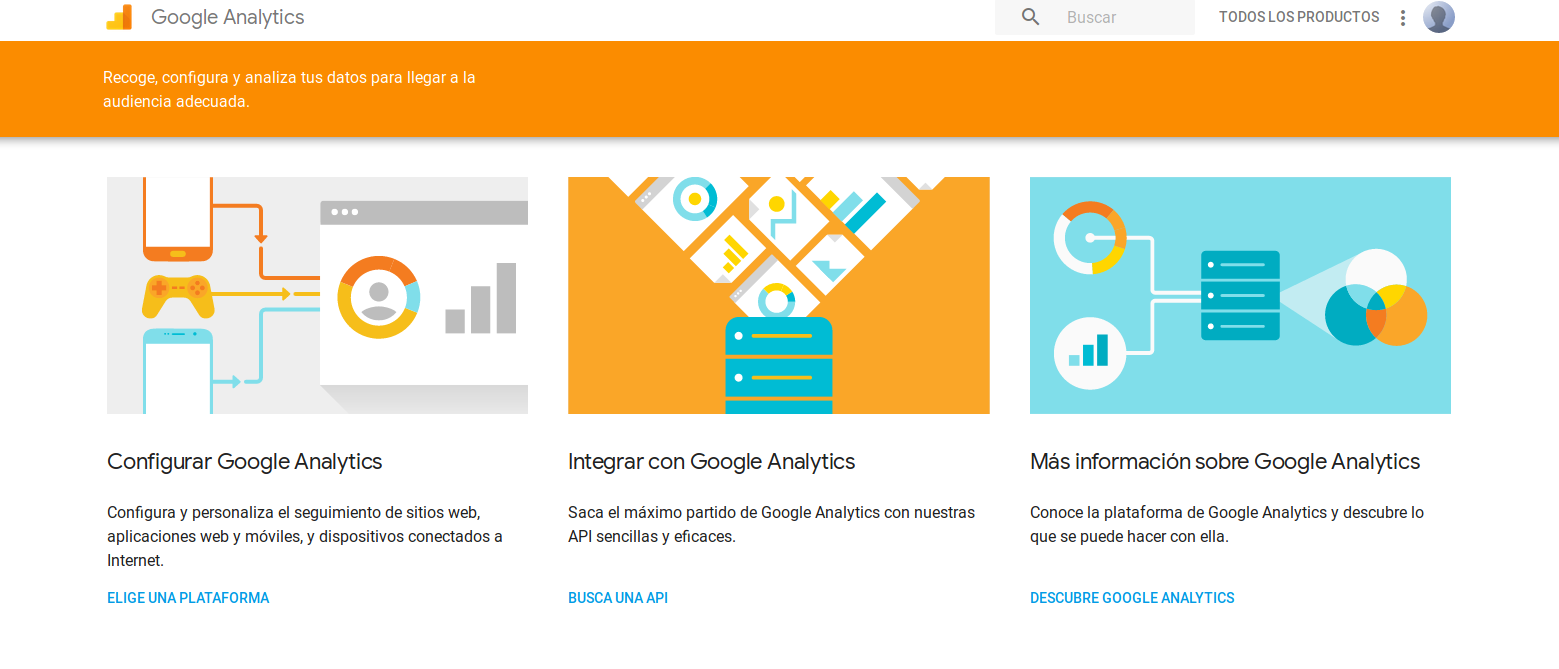 Google Analytics
Buscar
TODOS LOS PRODUCTOS
Recoge, configura y analiza tus datos para llegar a la
audiencia adecuada.
Configurar Google Analytics
Configura y personaliza el seguimiento de sitios web,
aplicaciones web y móviles, y dispositivos conectados a
Internet.
ELIGE UNA PLATAFORMA
Integrar con Google Analytics
Saca el máximo partido de Google Analytics con nuestras
API sencillas y eficaces.
BUSCA UNA API
Más información sobre Google Analytics
Conoce la plataforma de Google Analytics y descubre lo
que se puede hacer con ella.
DESCUBRE GOOGLE ANALYTICS